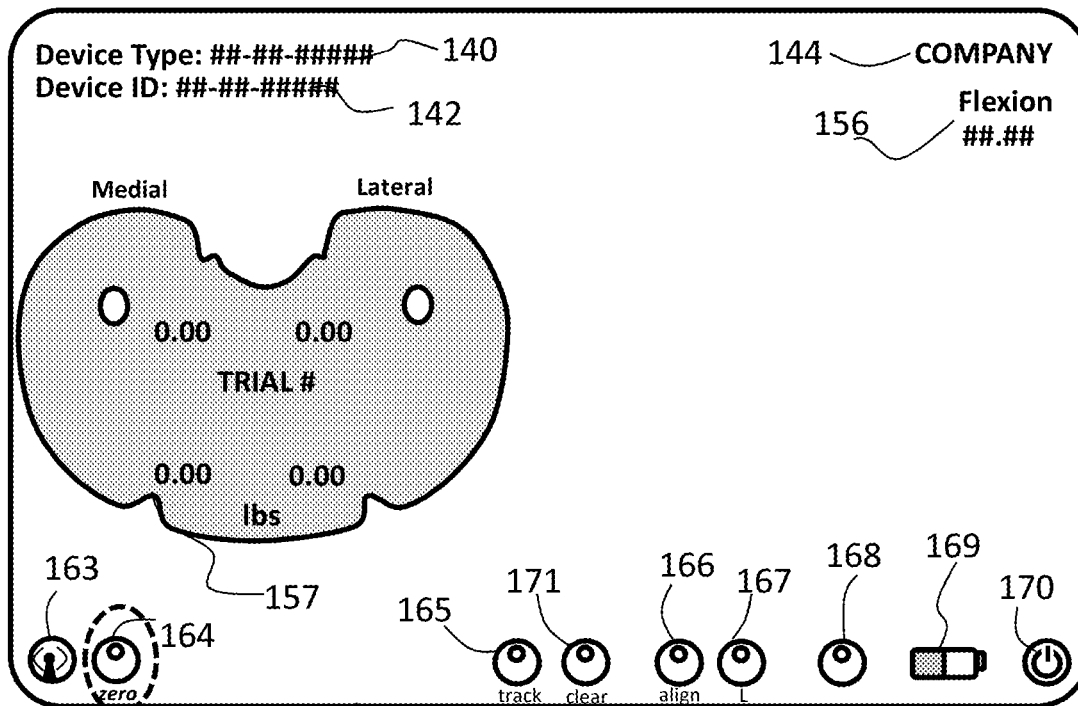 Device Type: ##-##-##### 140
Device ID: ##-##-##### 142
144 COMPANY
156 Flexion
##.##
Medial Lateral
0.00 0.00
TRIAL #
0.00 0.00
lbs
157
163 164 165 171 166 167 168 169 170
zero track clear align L